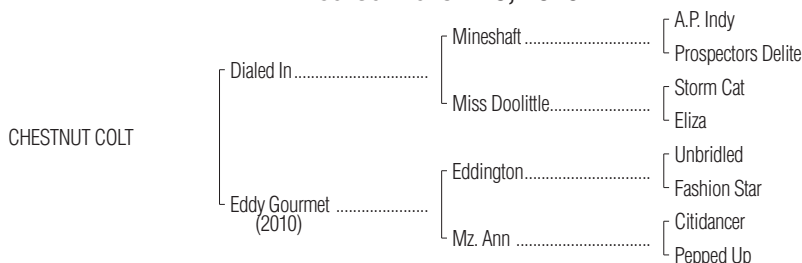 A.P. Indy
Mineshaft
Prospectors Delite
Dialed In
Storm Cat
Miss Doolittle
Eliza
CHESTNUT COLT
Unbridled
Eddington
Fashion Star
Eddy Gourmet
(2010)
Citidancer
Mz. Ann
Pepped Up